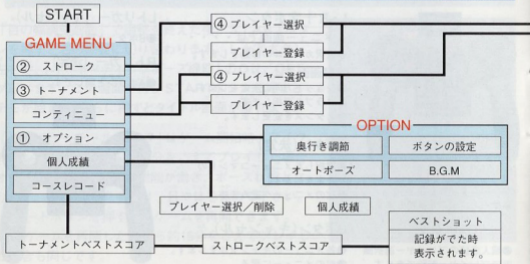 START
GAME MENU
② ストローク
③ トーナメント
コンティニュー
① オプション
個人成績
コースレコード
④ プレイヤー選択
プレイヤー登録
④ プレイヤー選択
プレイヤー登録
OPTION
奥行き調節
ボタンの設定
オートポーズ
B.G.M
プレイヤー選択／削除
個人成績
トーナメントベストスコア
ストロークベストスコア
ベストショット
記録がでた時
表示されます。